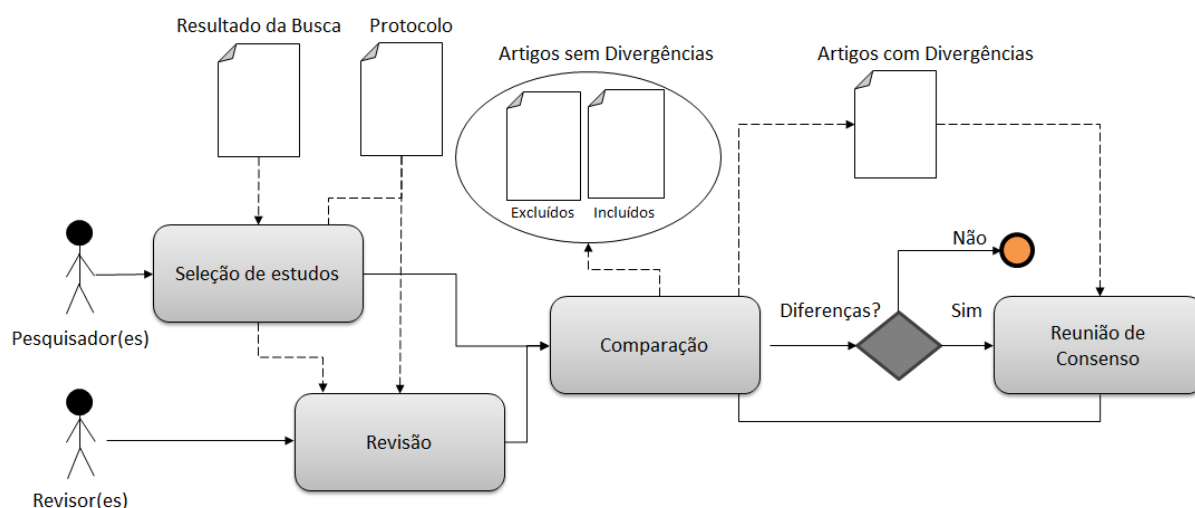 Resultado da Busca
Protocolo
Artigos sem Divergências
Artigos com Divergências
Excluídos
Incluídos
Não
Seleção de estudos
Pesquisador(es)
Diferenças?
Sim
Comparação
Reunião de
Consenso
Revisão
Revisor(es)